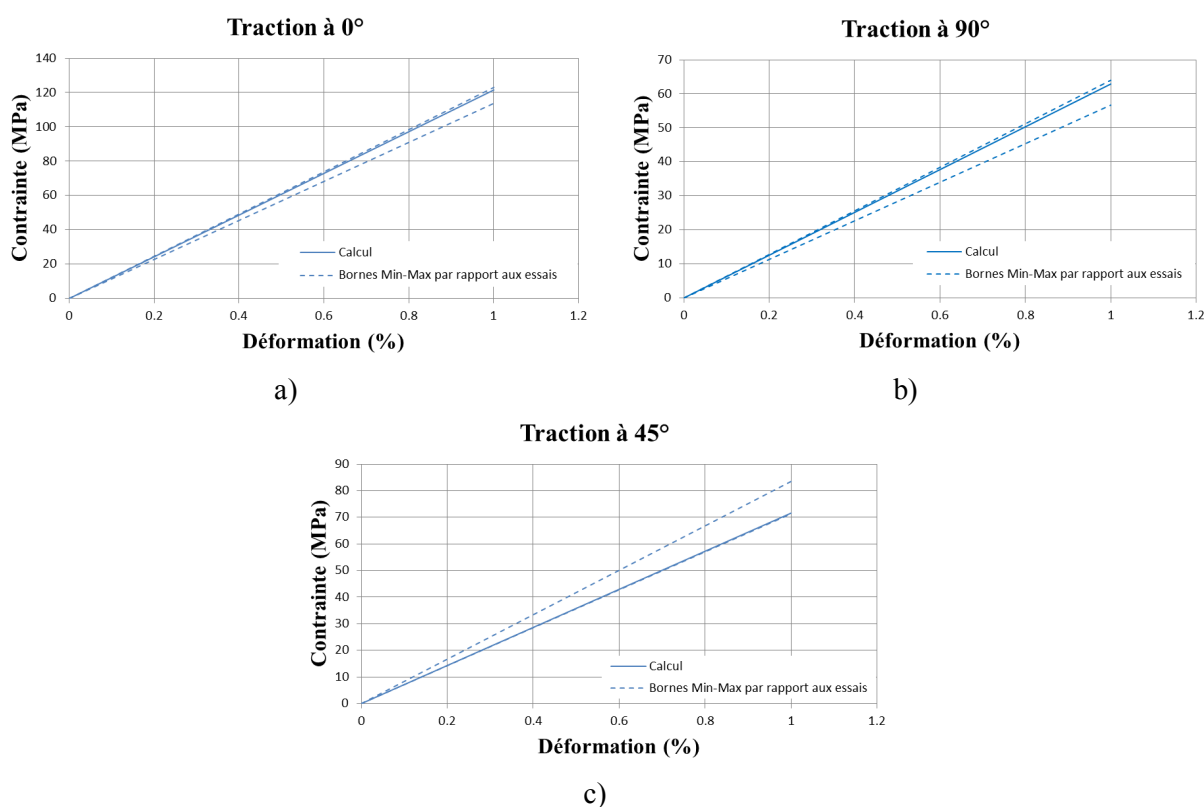 Traction à 0°
Contrainte (MPa)
140
120
100
80
60
40
20
0
Calcul
Bornes Min-Max par rapport aux essais
0 0.2 0.4 0.6 0.8 1 1.2
Déformation (%)
a)
Traction à 90°
Contrainte (MPa)
70
60
50
40
30
20
10
0
Calcul
Bornes Min-Max par rapport aux essais
0 0.2 0.4 0.6 0.8 1 1.2
Déformation (%)
b)
Traction à 45°
Contrainte (MPa)
90
80
70
60
50
40
30
20
10
0
Calcul
Bornes Min-Max par rapport aux essais
0 0.2 0.4 0.6 0.8 1 1.2
Déformation (%)
c)